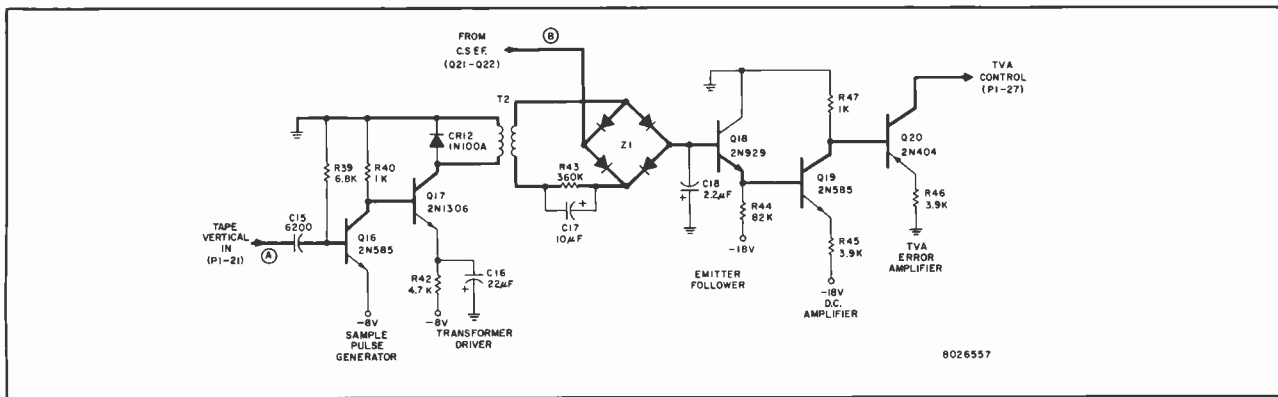 FROM
C.S E.F.
(Q21-Q22)
B
TVA
CONTROL
(P1-27)
T2
CR12
1N100A
R39
6.8K
R40
1K
Q17
2N1306
C15
6200
TAPE
VERTICAL
IN
(P1-21)
A
Q16
2N585
R42
4.7 K
+
C16
22µF
-8V
SAMPLE
PULSE
GENERATOR
-8V
TRANSFORMER
DRIVER
Z1
R43
360K
+
C17
10µF
C18
2.2µF
+
Q18
2N929
R44
82K
-18V
EMITTER
FOLLOWER
R47
1K
Q19
2N585
R45
3.9K
-18V
D.C.
AMPLIFIER
Q20
2N404
R46
3.9K
TVA
ERROR
AMPLIFIER
8026557